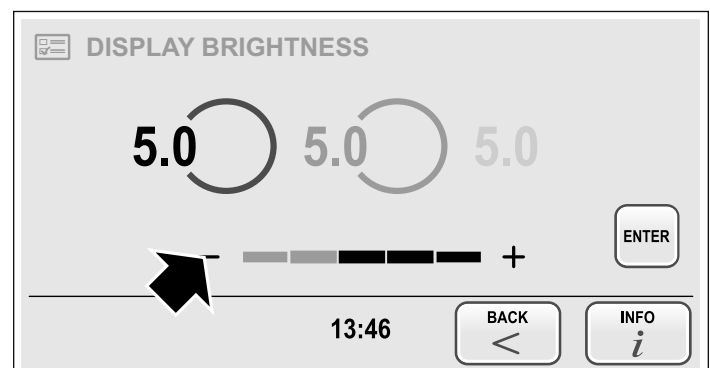 DISPLAY BRIGHTNESS
5.0 5.0 5.0
- +
ENTER
13:46
BACK
<
INFO
i